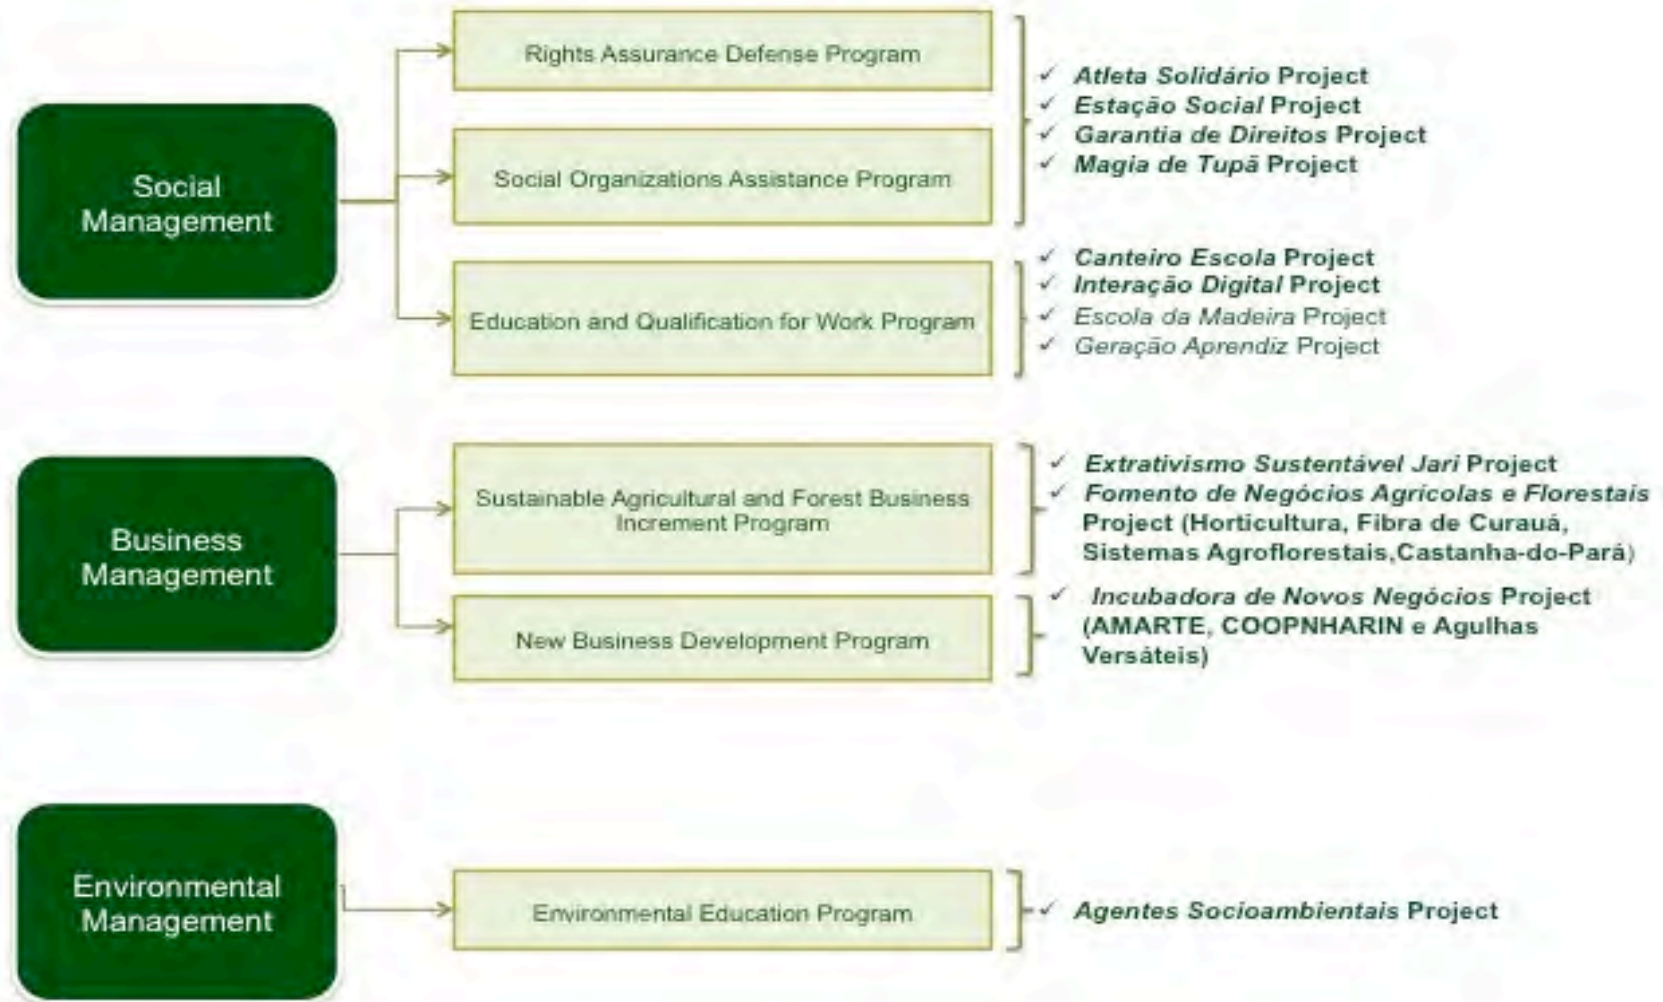 Social
Management
Rights Assurance Defense Program
Social Organizations Assistance Program
✓ Atleta Solidário Project
✓ Estação Social Project
✓ Garantia de Direitos Project
✓ Magia de Tupã Project
Education and Qualification for Work Program
✓ Canteiro Escola Project
✓ Interação Digital Project
✓ Escola da Madeira Project
✓ Geração Aprendiz Project
Business
Management
Sustainable Agricultural and Forest Business
Increment Program
✓ Extrativismo Sustentável Jari Project
✓ Fomento de Negócios Agrícolas e Florestais
Project (Horticultura, Fibra de Curauá,
Sistemas Agroflorestais,Castanha-do-Pará)
New Business Development Program
✓ Incubadora de Novos Negócios Project
(AMARTE, COOPNHARIN e Agulhas
Versáteis)
Environmental
Management
Environmental Education Program
✓ Agentes Socioambientais Project